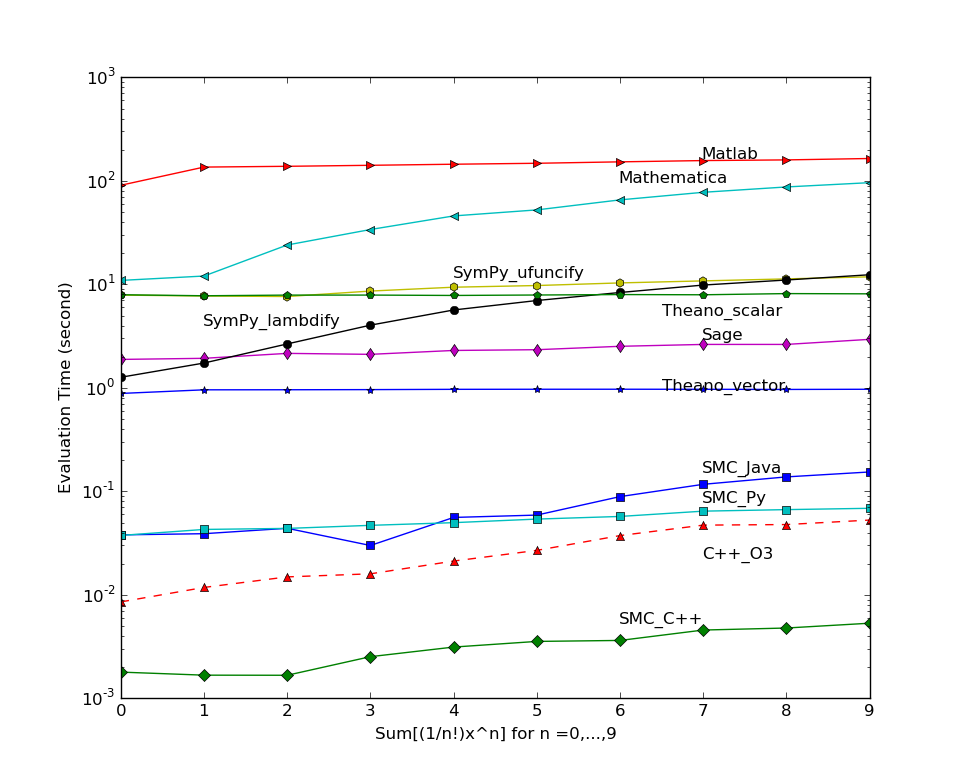 10^3
Matlab
10^2
Mathematica
SymPy_ufuncify
10^1
Theano_scalar
SymPy_lambdify
Sage
10^0
Theano_vector
Evaluation Time (second)
SMC_Java
10^-1
SMC_Py
C++_O3
10^-2
SMC_C++
10^-3
0 1 2 3 4 5 6 7 8 9
Sum[(1/n!)x^n] for n =0,...,9